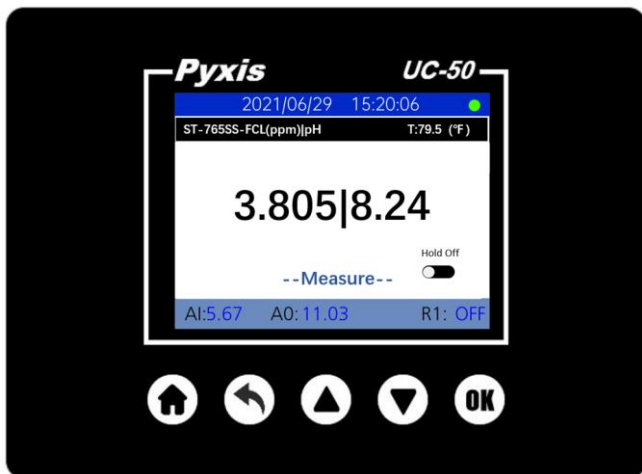 Pyxis UC-50
2021/06/29 15:20:06
ST-765SS-FCL(ppm)|pH T:79.5 (°F)
3.805|8.24
Hold Off
--Measure--
AI:5.67 A0:11.03 R1: OFF
OK